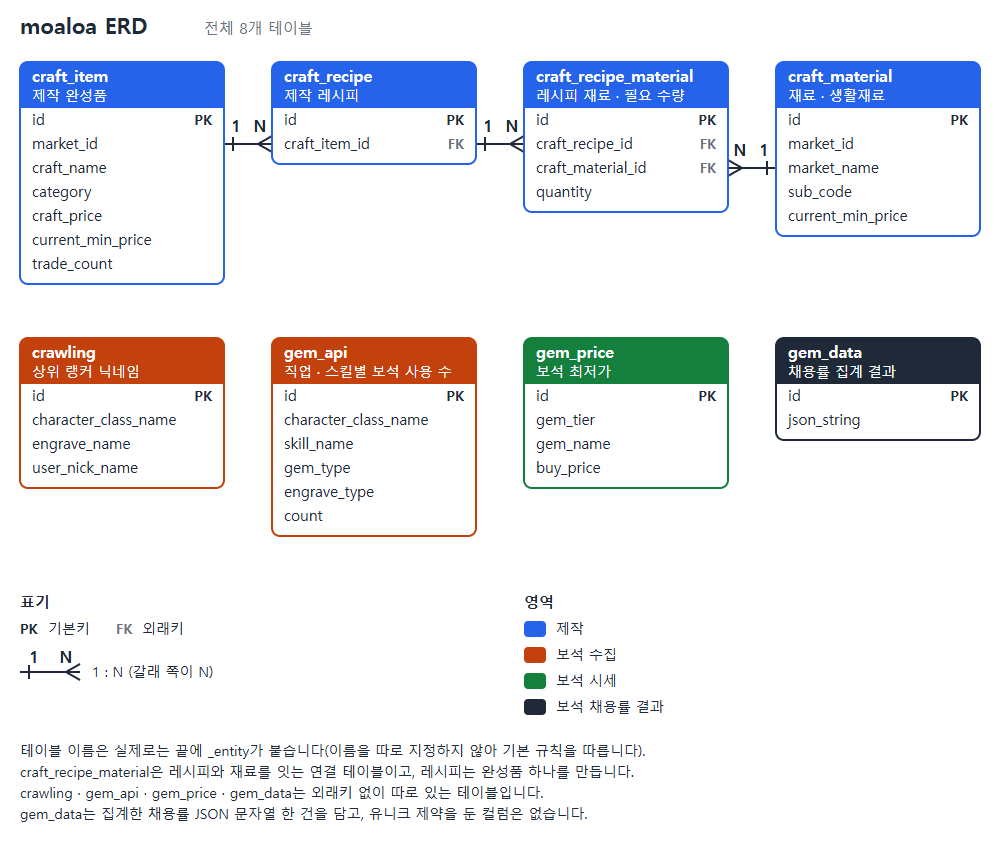 moaloa ERD 전체 8개 테이블
craft_item
제작 완성품
id PK
market_id
craft_name
category
craft_price
current_min_price
trade_count
1 N
craft_recipe
제작 레시피
id PK
craft_item_id FK
1 N
craft_recipe_material
레시피 재료 · 필요 수량
id PK
craft_recipe_id FK
craft_material_id FK
quantity
N 1
craft_material
재료 · 생활재료
id PK
market_id
market_name
sub_code
current_min_price
crawling
상위 랭커 닉네임
id PK
character_class_name
engrave_name
user_nick_name
gem_api
직업 · 스킬별 보석 사용 수
id PK
character_class_name
skill_name
gem_type
engrave_type
count
gem_price
보석 최저가
id PK
gem_tier
gem_name
buy_price
gem_data
채용률 집계 결과
id PK
json_string
표기
PK 기본키 FK 외래키
1 N 1 : N (갈래 쪽이 N)
영역
제작
보석 수집
보석 시세
보석 채용률 결과
테이블 이름은 실제로는 끝에 _entity가 붙습니다(이름을 따로 지정하지 않아 기본 규칙을 따릅니다).
craft_recipe_material은 레시피와 재료를 잇는 연결 테이블이고, 레시피는 완성품 하나를 만듭니다.
crawling · gem_api · gem_price · gem_data는 외래키 없이 따로 있는 테이블입니다.
gem_data는 집계한 채용률 JSON 문자열 한 건을 담고, 유니크 제약을 둔 컬럼은 없습니다.